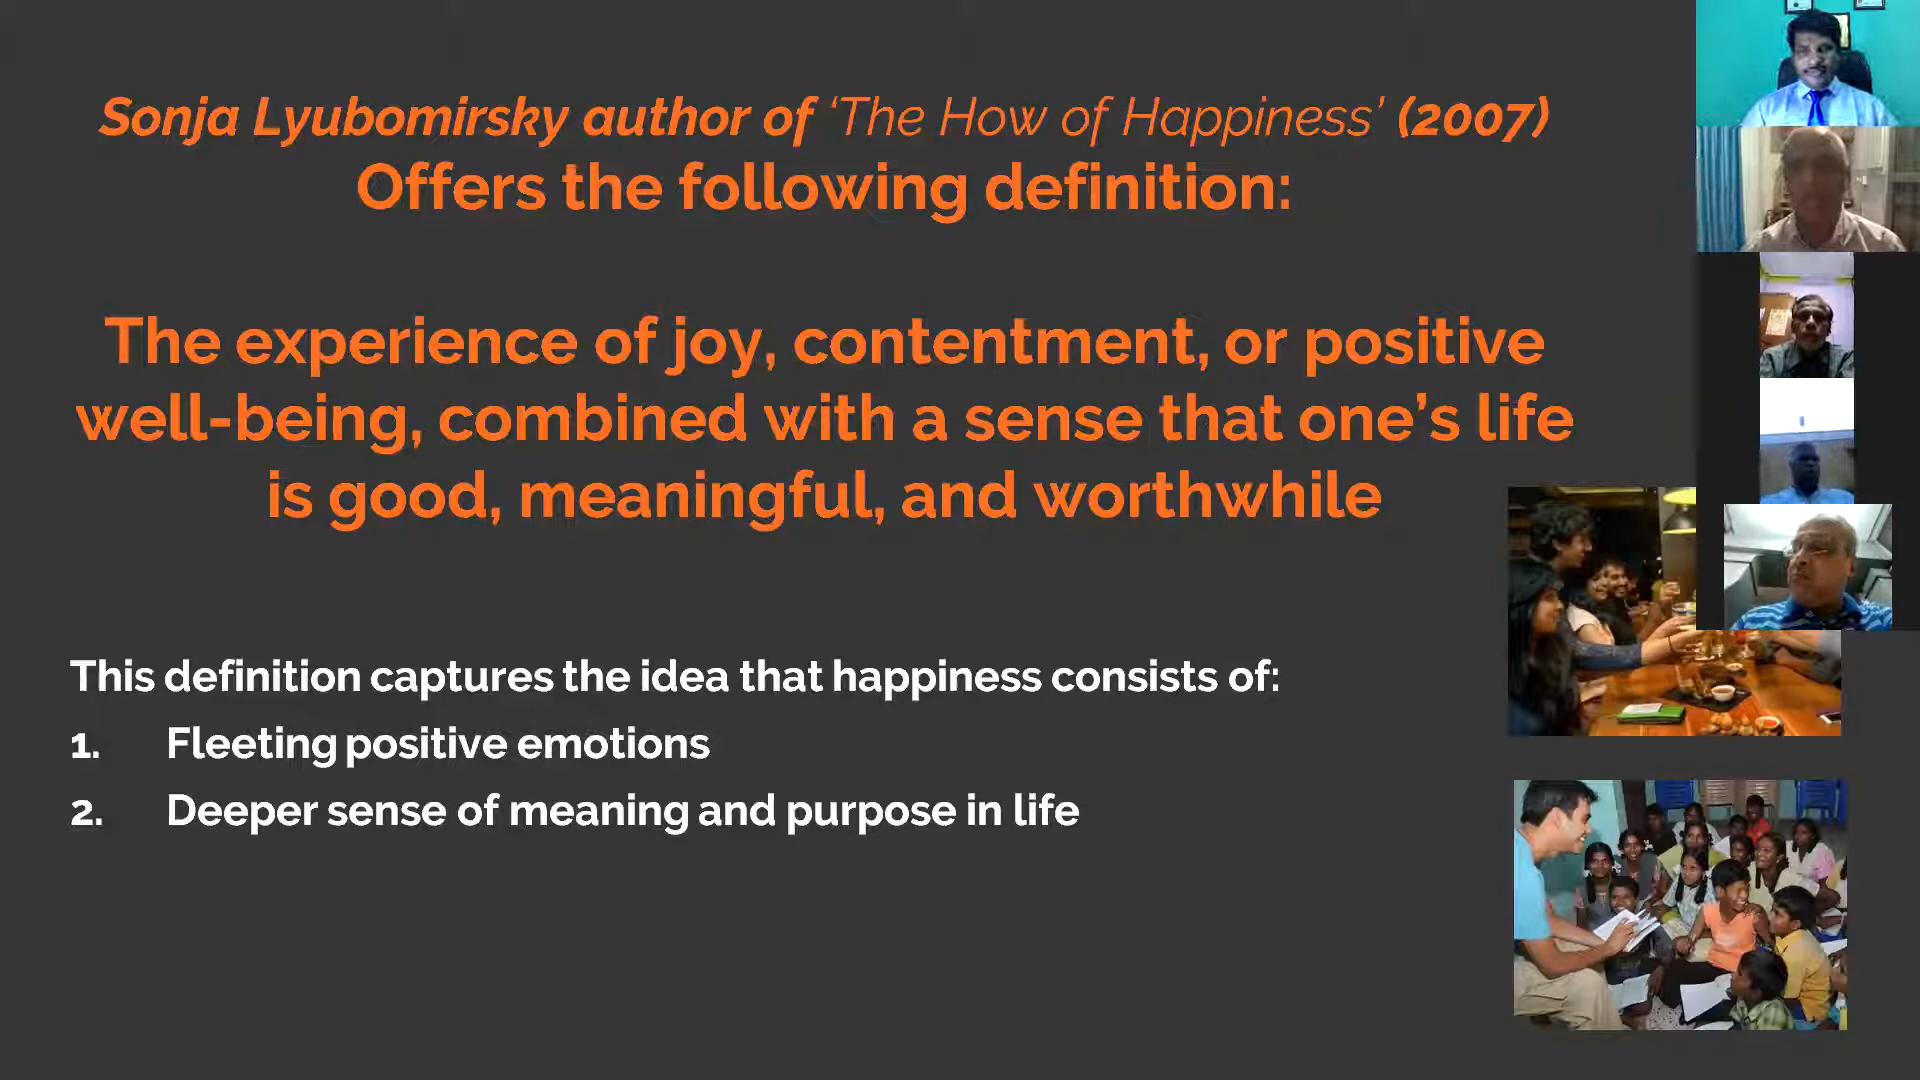 Sonja Lyubomirsky author of ‘The How of Happiness’ (2007)
Offers the following definition:
The experience of joy, contentment, or positive
well-being, combined with a sense that one’s life
is good, meaningful, and worthwhile
This definition captures the idea that happiness consists of:
1. Fleeting positive emotions
2. Deeper sense of meaning and purpose in life